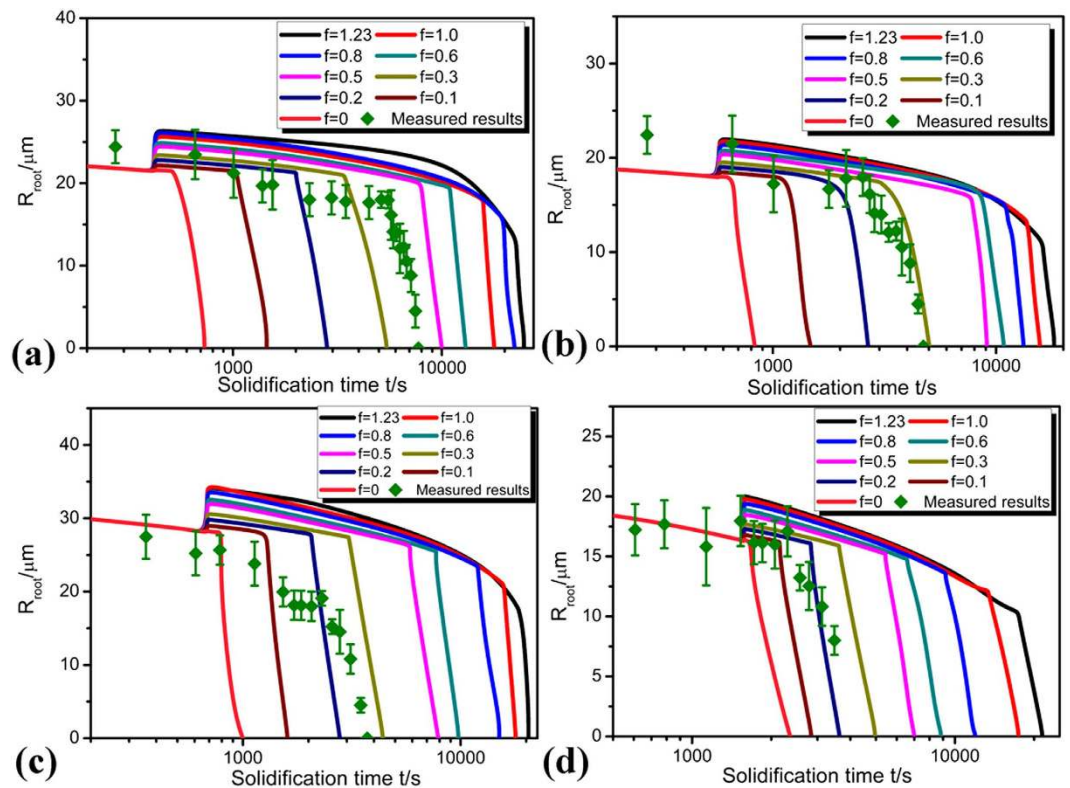 40
30
20
10
0
R_root/μm
f=1.23 f=1.0
f=0.8 f=0.6
f=0.5 f=0.3
f=0.2 f=0.1
f=0 Measured results
1000 10000
Solidification time t/s
(a)
30
20
10
0
R_root/μm
f=1.23 f=1.0
f=0.8 f=0.6
f=0.5 f=0.3
f=0.2 f=0.1
f=0 Measured results
1000 10000
Solidification time t/s
(b)
40
30
20
10
0
R_root/μm
f=1.23 f=1.0
f=0.8 f=0.6
f=0.5 f=0.3
f=0.2 f=0.1
f=0 Measured results
1000 10000
Solidification time t/s
(c)
25
20
15
10
5
0
R_root/μm
f=1.23 f=1.0
f=0.8 f=0.6
f=0.5 f=0.3
f=0.2 f=0.1
f=0 Measured results
1000 10000
Solidification time t/s
(d)